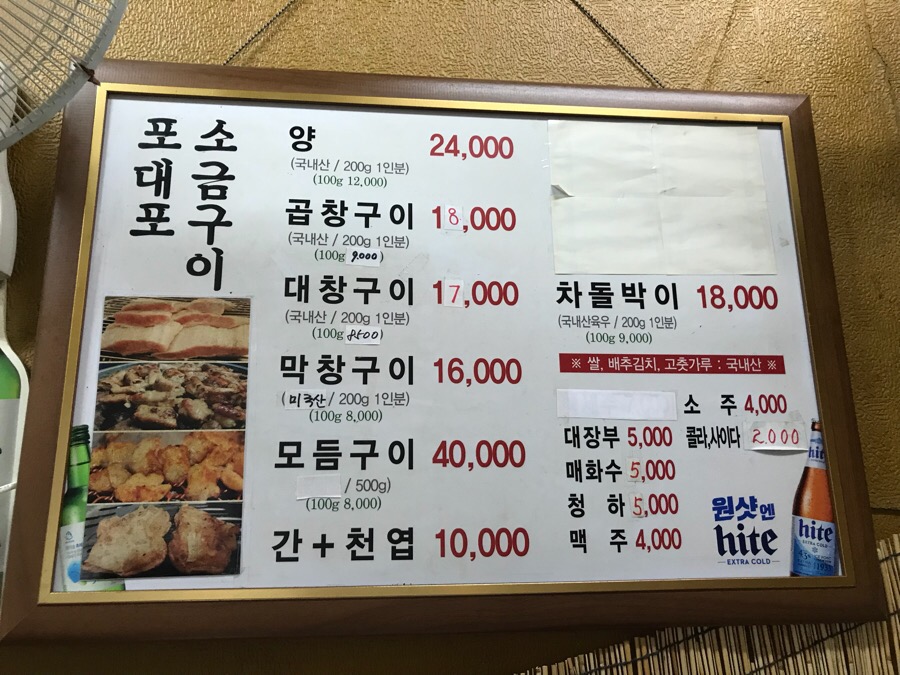 소금구이
포대포
양 24,000
(국내산 / 200g 1인분)
(100g 12,000)
곱창구이 18,000
(국내산 / 200g 1인분)
(100g 9,000)
대창구이 17,000
(국내산 / 200g 1인분)
(100g 8500)
막창구이 16,000
(미국산 / 200g 1인분)
(100g 8,000)
모듬구이 40,000
/ 500g)
(100g 8,000)
간 + 천엽 10,000
차돌박이 18,000
(국내산육우 / 200g 1인분)
(100g 9,000)
※ 쌀, 배추김치, 고춧가루 : 국내산 ※
소 주 4,000
대장부 5,000 콜라,사이다 2.000
매화수 5,000
청 하 5,000
맥 주 4,000
원샷엔
hite
EXTRA COLD
hite
hite
EXTRA COLD